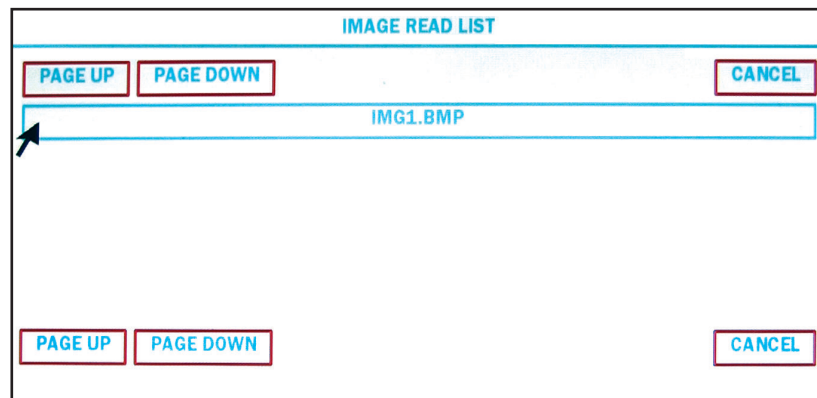 IMAGE READ LIST
PAGE UP PAGE DOWN CANCEL
IMG1.BMP
PAGE UP PAGE DOWN CANCEL